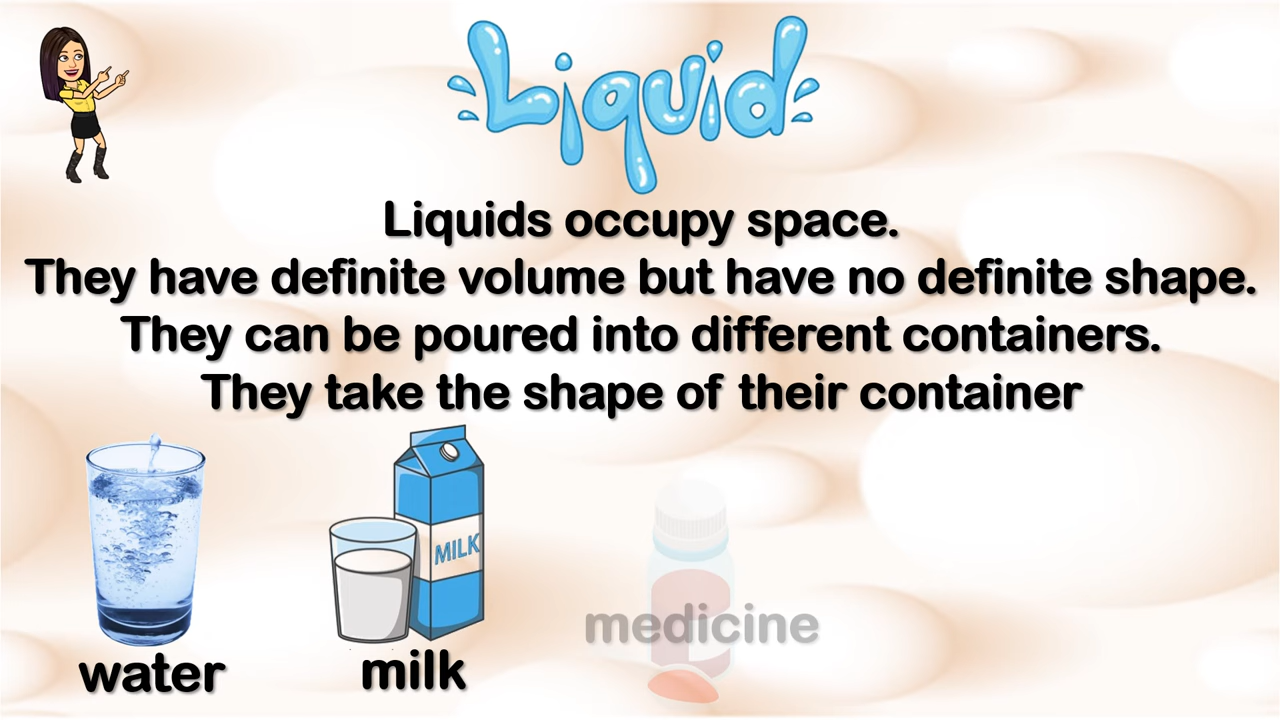 Liquid
Liquids occupy space.
They have definite volume but have no definite shape.
They can be poured into different containers.
They take the shape of their container
MILK
medicine
water
milk